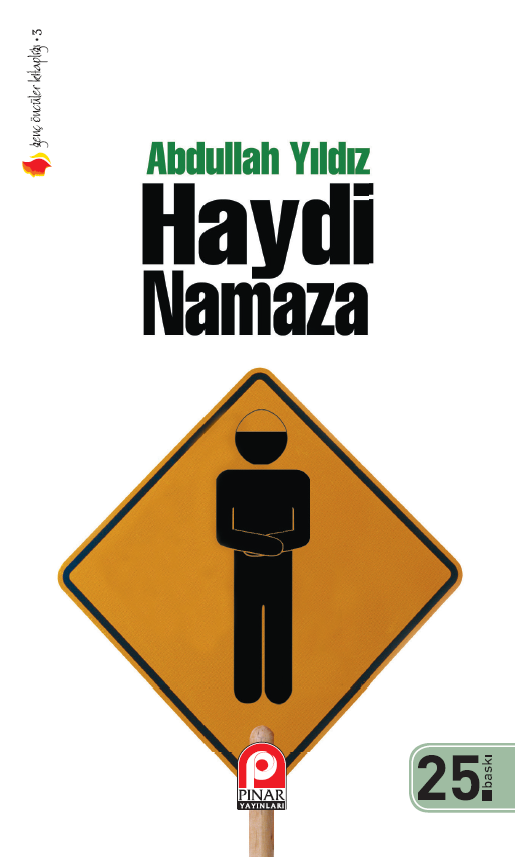 genç öncüler kitaplığı • 3
Abdullah Yıldız
Haydi
Namaza
PINAR
YAYINLARI
25.
baskı